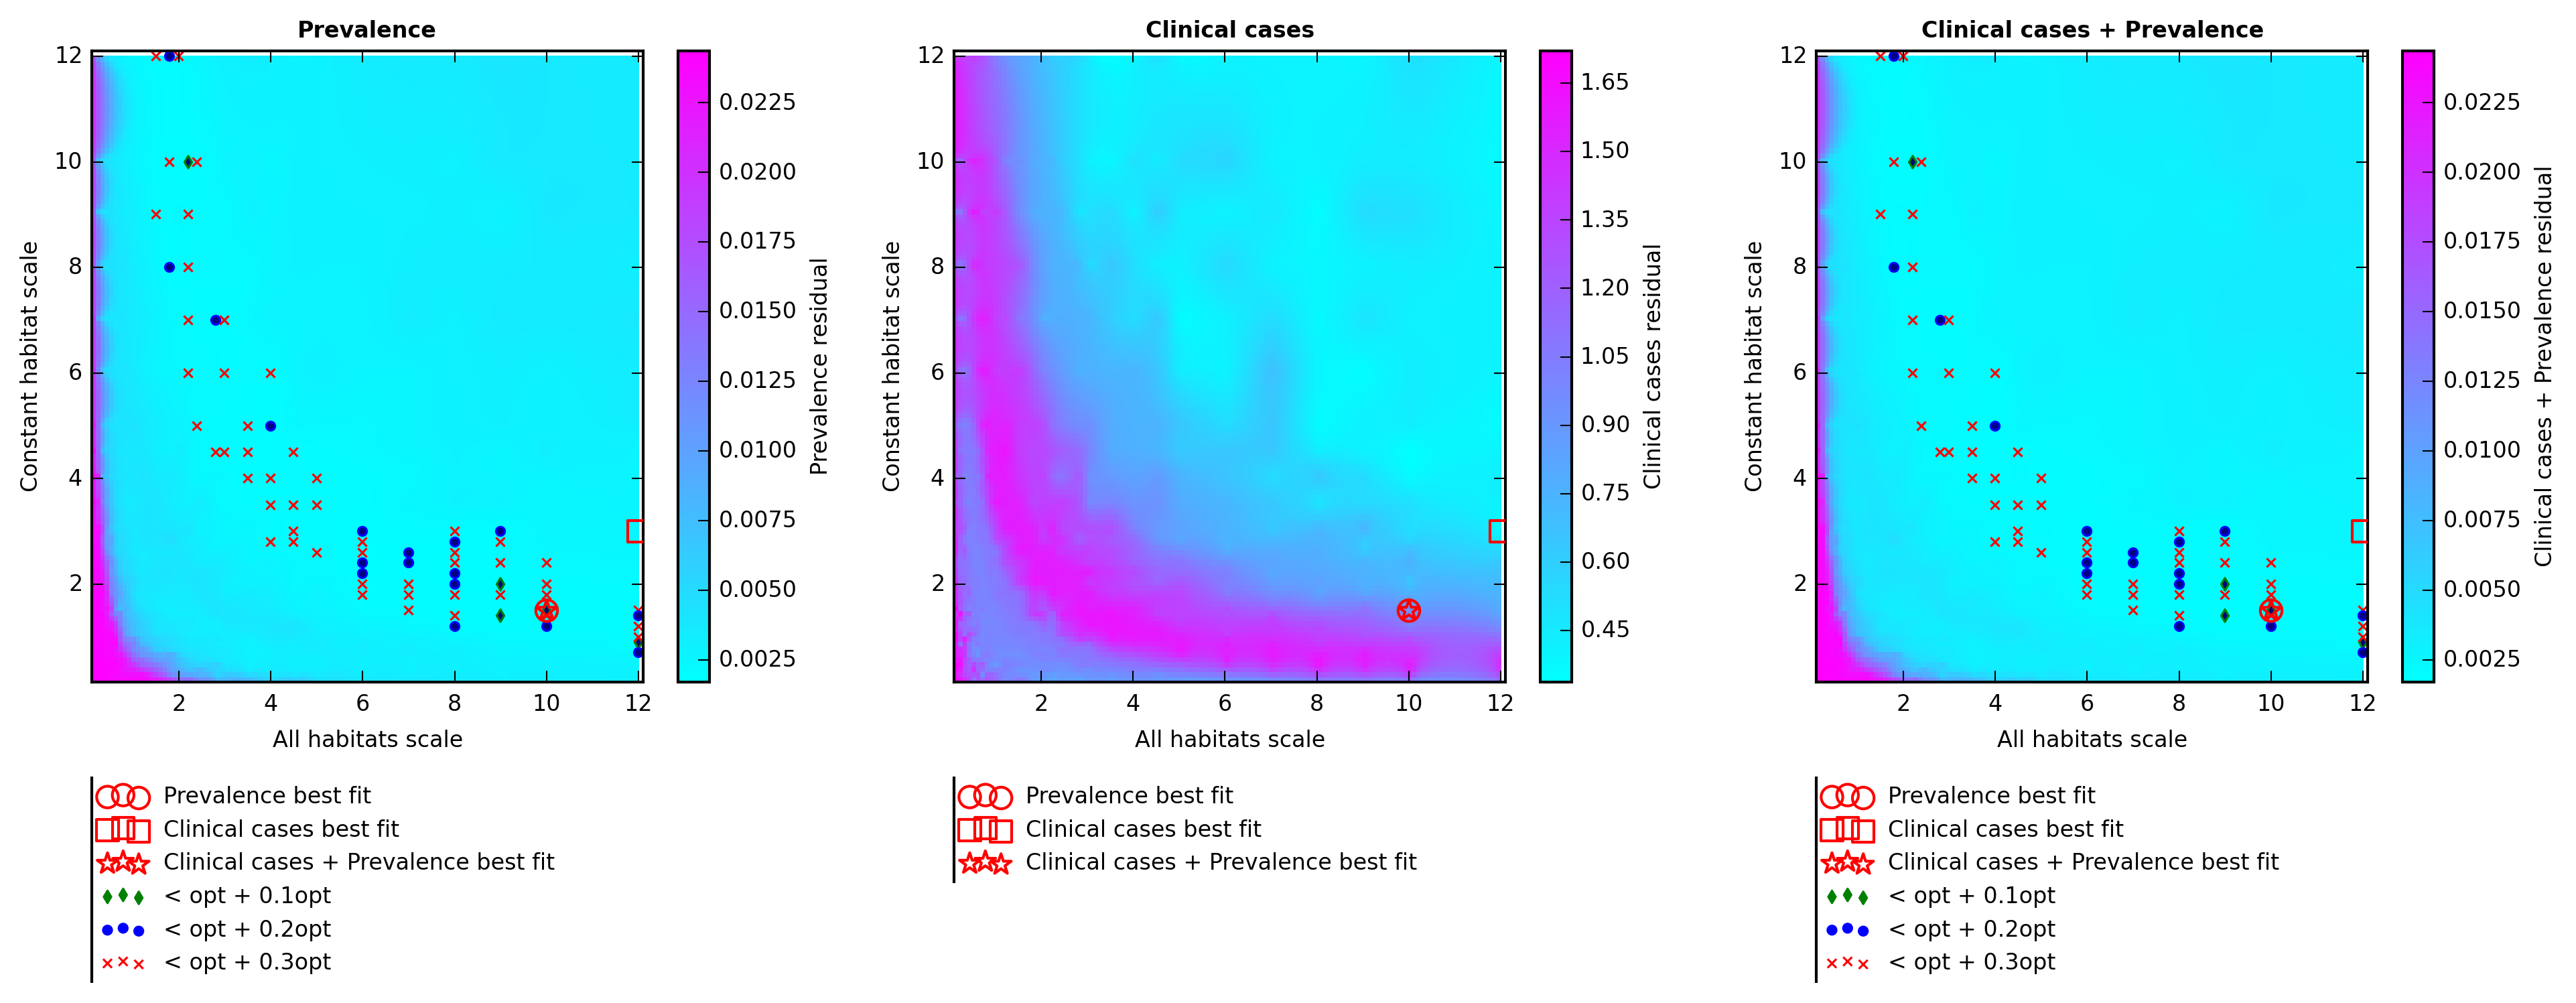 Prevalence
Clinical cases
Clinical cases + Prevalence
12
10
8
6
4
2
Constant habitat scale
2 4 6 8 10 12
All habitats scale
0.0225
0.0200
0.0175
0.0150
0.0125
0.0100
0.0075
0.0050
0.0025
Prevalence residual
12
10
8
6
4
2
Constant habitat scale
2 4 6 8 10 12
All habitats scale
1.65
1.50
1.35
1.20
1.05
0.90
0.75
0.60
0.45
Clinical cases residual
12
10
8
6
4
2
Constant habitat scale
2 4 6 8 10 12
All habitats scale
0.0225
0.0200
0.0175
0.0150
0.0125
0.0100
0.0075
0.0050
0.0025
Clinical cases + Prevalence residual
Prevalence best fit
Clinical cases best fit
Clinical cases + Prevalence best fit
< opt + 0.1opt
< opt + 0.2opt
< opt + 0.3opt
Prevalence best fit
Clinical cases best fit
Clinical cases + Prevalence best fit
Prevalence best fit
Clinical cases best fit
Clinical cases + Prevalence best fit
< opt + 0.1opt
< opt + 0.2opt
< opt + 0.3opt